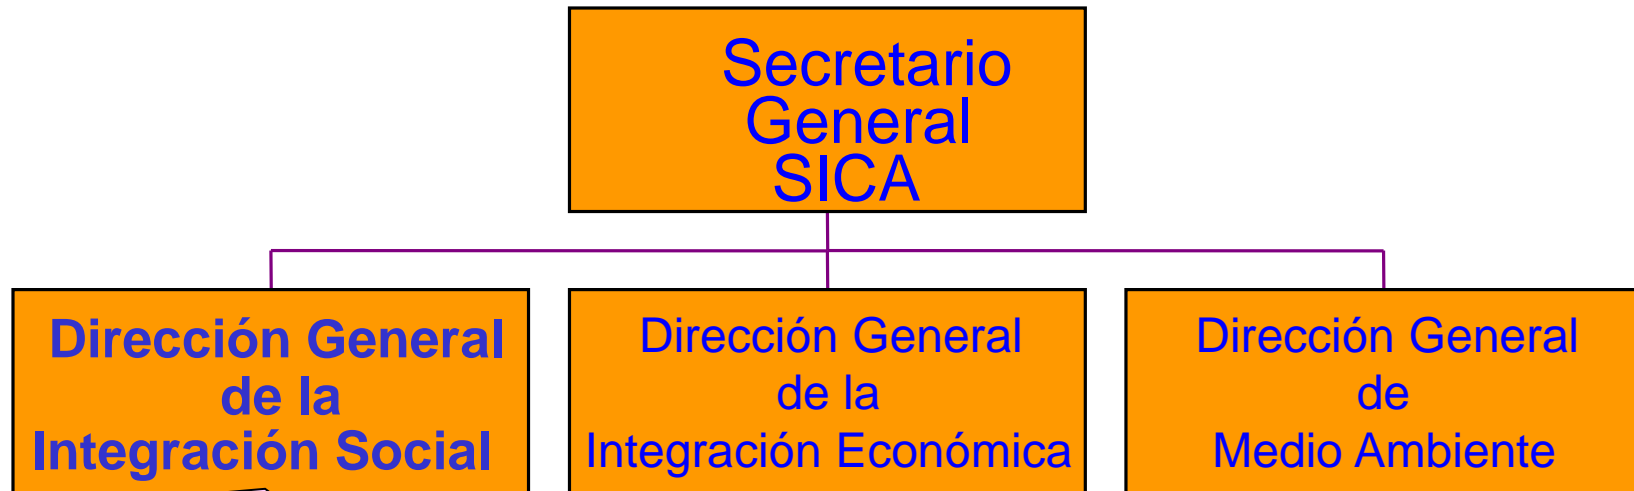 Secretario
General
SICA
Dirección General
de la
Integración Social
Dirección General
de la
Integración Económica
Dirección General
de
Medio Ambiente